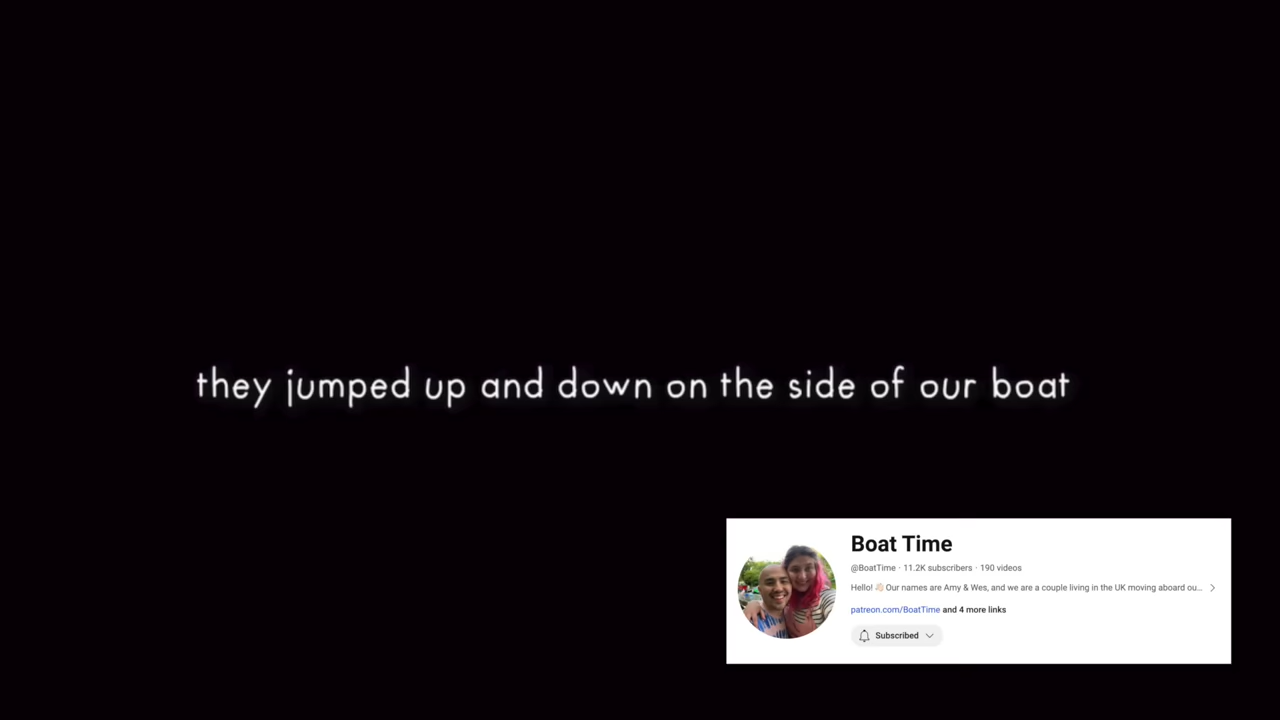 they jumped up and down on the side of our boat
Boat Time
@BoatTime · 11.2K subscribers · 190 videos
Hello! 👋🏻 Our names are Amy & Wes, and we are a couple living in the UK moving aboard ou...
patreon.com/BoatTime and 4 more links
Subscribed